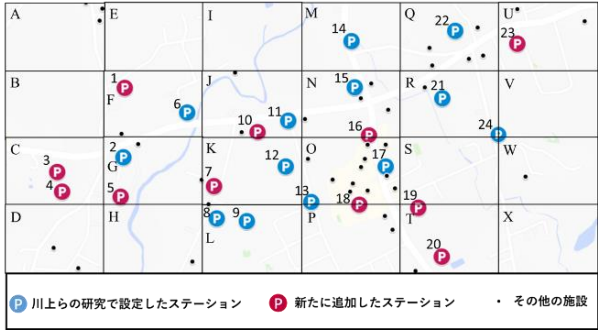 A E I M Q U
14 22 23
B F J N R V
1 6 10 11 15 16 21 24
C G K O S W
2 3 4 5 7 12 13 17 18 19
D H L P T X
8 9 20
P 川上らの研究で設定したステーション P 新たに追加したステーション ・ その他の施設